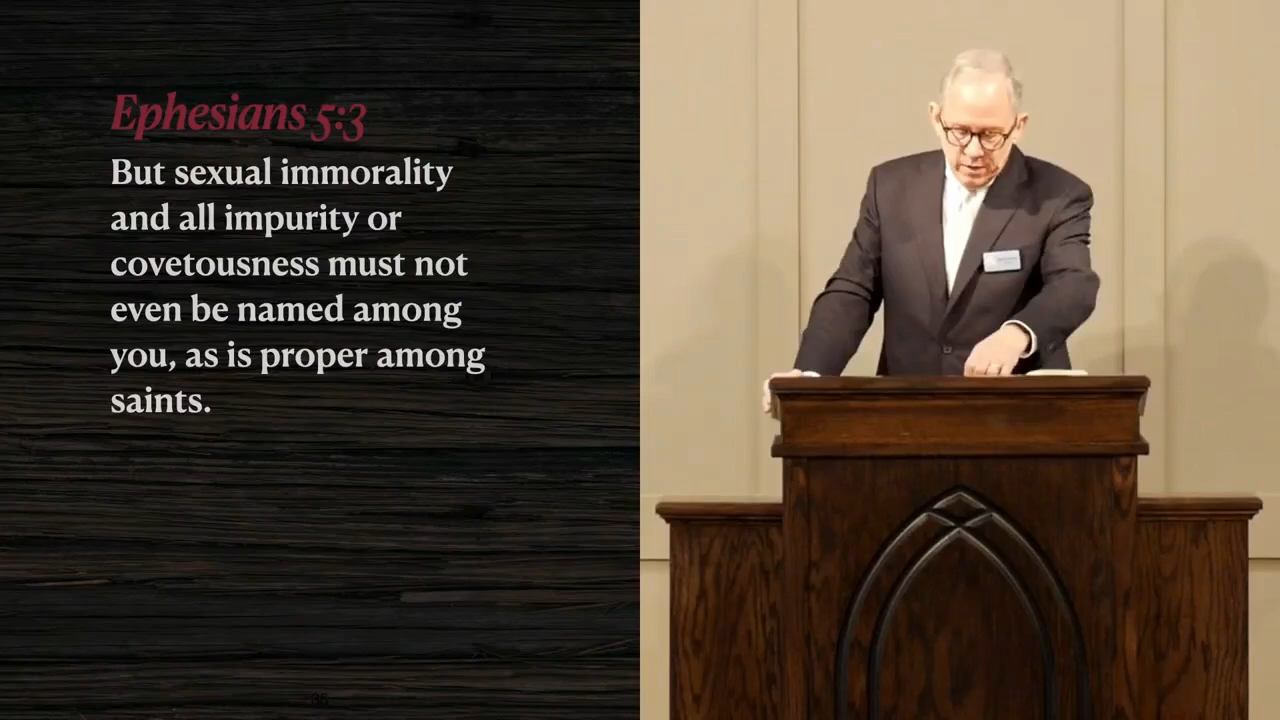 Ephesians 5:3
But sexual immorality
and all impurity or
covetousness must not
even be named among
you, as is proper among
saints.
36